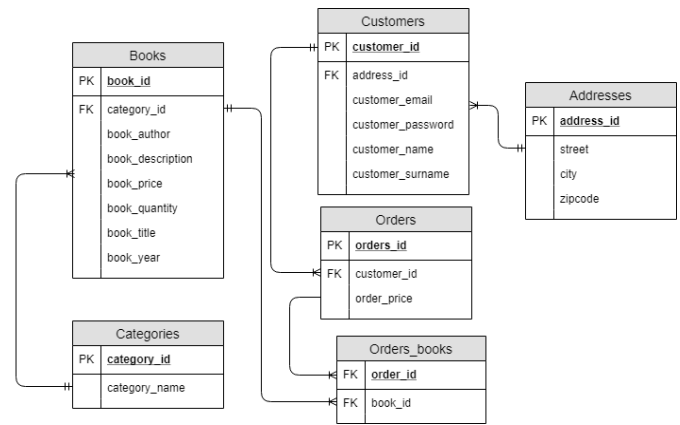 Books
PK book_id
FK category_id
book_author
book_description
book_price
book_quantity
book_title
book_year
Categories
PK category_id
category_name
Customers
PK customer_id
FK address_id
customer_email
customer_password
customer_name
customer_surname
Orders
PK orders_id
FK customer_id
order_price
Orders_books
FK order_id
FK book_id
Addresses
PK address_id
street
city
zipcode